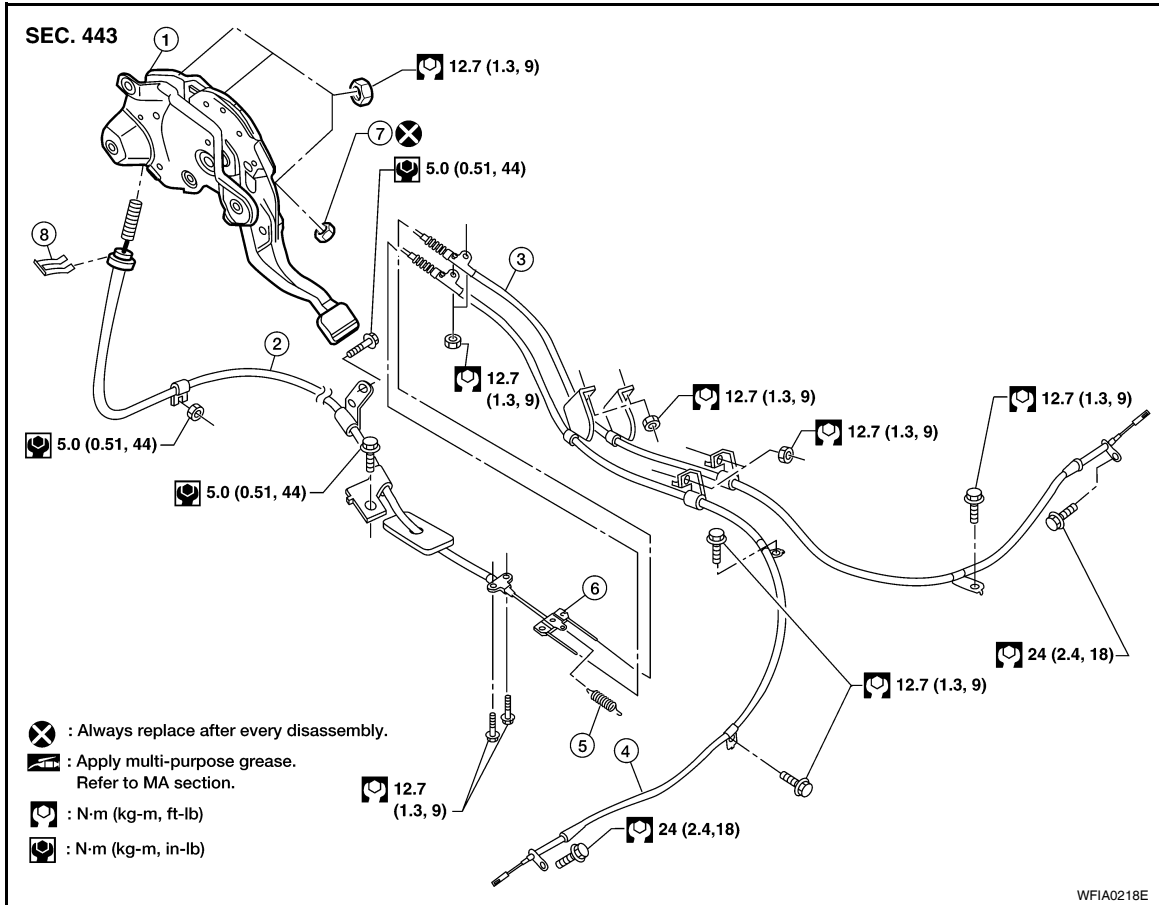 SEC. 443
1
12.7 (1.3, 9)
7
5.0 (0.51, 44)
8
3
2
12.7
(1.3, 9)
12.7 (1.3, 9)
12.7 (1.3, 9)
12.7 (1.3, 9)
5.0 (0.51, 44)
5.0 (0.51, 44)
6
24 (2.4, 18)
12.7 (1.3, 9)
5
4
12.7
(1.3, 9)
24 (2.4,18)
: Always replace after every disassembly.
: Apply multi-purpose grease.
Refer to MA section.
: N·m (kg-m, ft-lb)
: N·m (kg-m, in-lb)
WFIA0218E